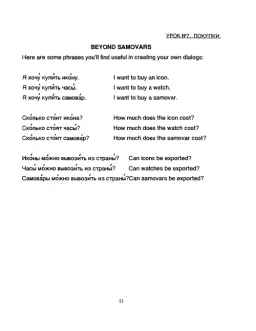 УРОК №7. ПОКУПКИ
BEYOND SAMOVARS
Here are some phrases you'll find useful in creating your own dialogs:
Я хочу́ купи́ть ико́ну. I want to buy an icon.
Я хочу́ купи́ть часы́. I want to buy a watch.
Я хочу́ купи́ть самова́р. I want to buy a samovar.
Ско́лько сто́ит ико́на? How much does the icon cost?
Ско́лько сто́ят часы́? How much does the watch cost?
Ско́лько сто́ит самова́р? How much does the samovar cost?
Ико́ны мо́жно вывози́ть из страны́? Can icons be exported?
Часы́ мо́жно вывози́ть из страны́? Can watches be exported?
Самова́ры мо́жно вывози́ть из страны́? Can samovars be exported?